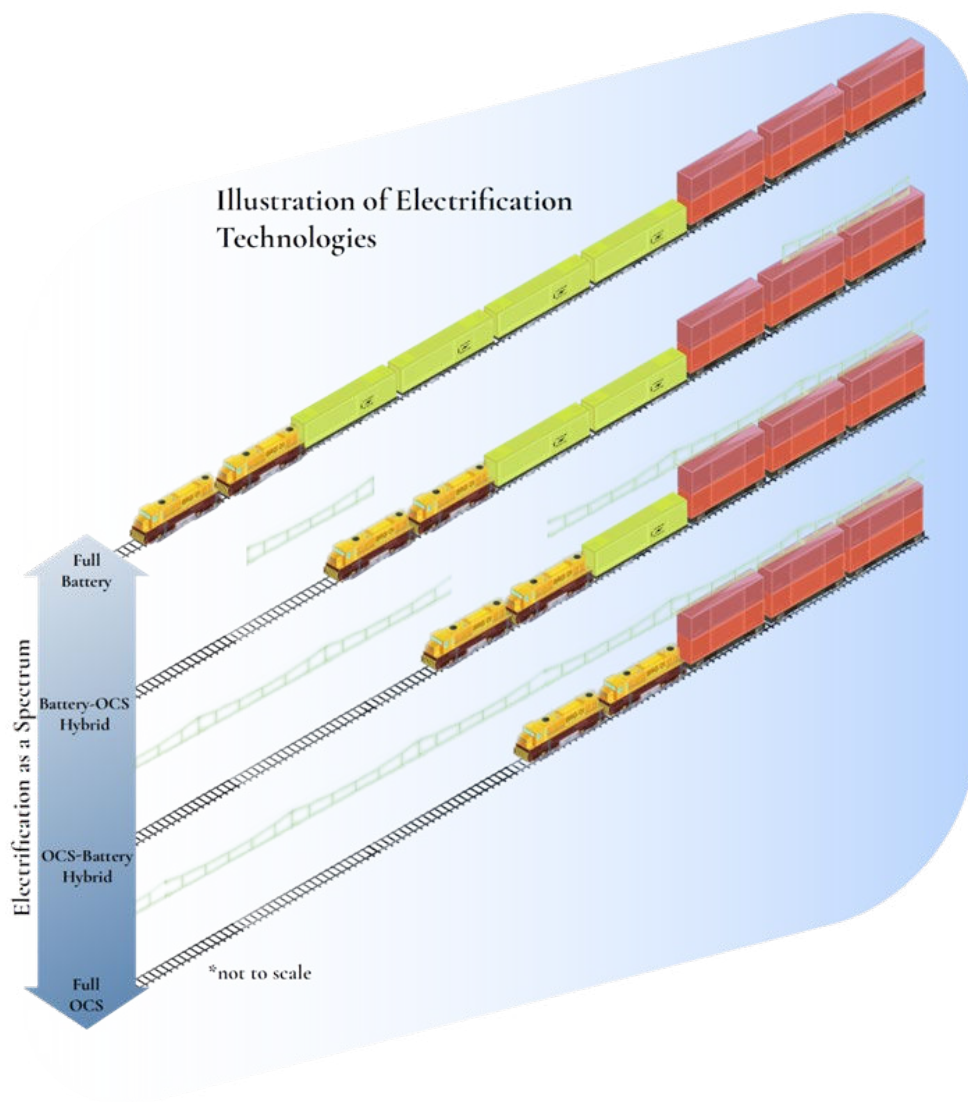 Illustration of Electrification
Technologies
Electrification as a Spectrum
Full
Battery
Battery-OCS
Hybrid
OCS-Battery
Hybrid
Full
OCS
*not to scale